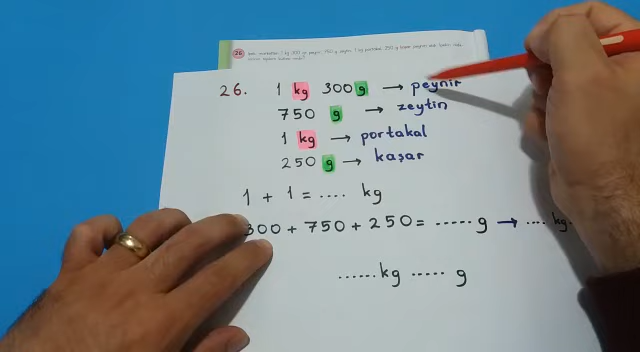 26
26. 1 kg 300 g → peynir
750 g → zeytin
1 kg → portakal
250 g → kaşar
1 + 1 = .... kg
300 + 750 + 250 = ..... g → .... kg
......kg ..... g